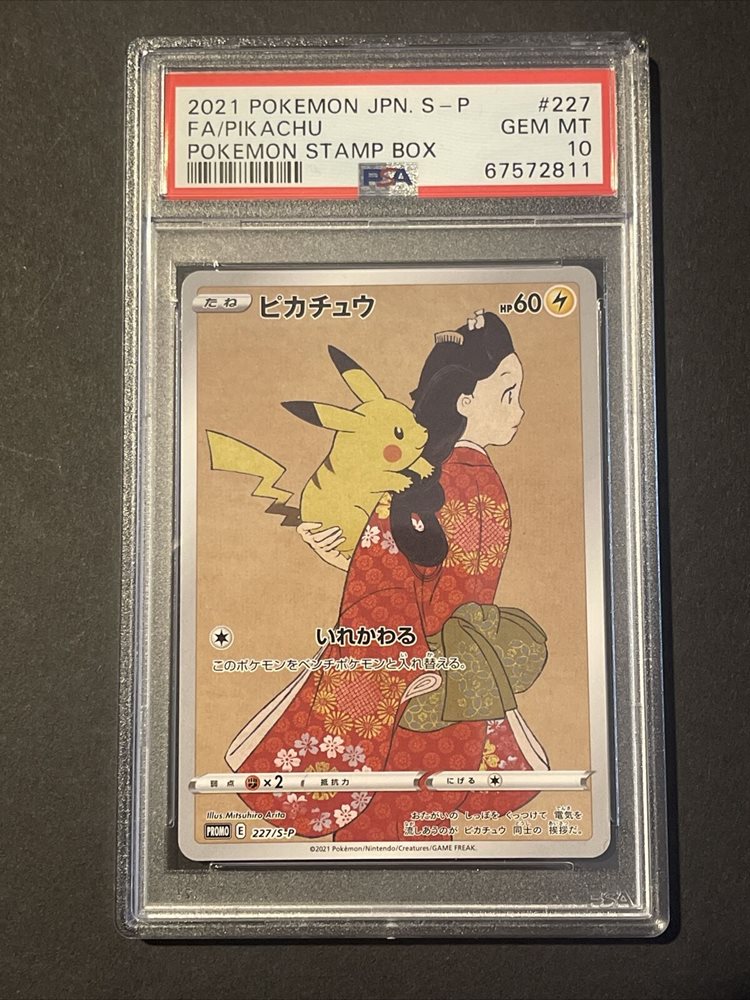 2021 POKEMON JPN. S-P #227
FA/PIKACHU GEM MT
POKEMON STAMP BOX 10
PSA 67572811
たね ピカチュウ HP60
いれかわる
このポケモンをベンチポケモンと入れ替える。
弱点 ×2 抵抗力 にげる
Illus. Mitsuhiro Arita
おたがいの しっぽを くっつけて 電気を
流しあうのが ピカチュウ 同士の 挨拶だ。
PROMO E 227/S-P
©2021 Pokémon/Nintendo/Creatures/GAME FREAK.
PSA